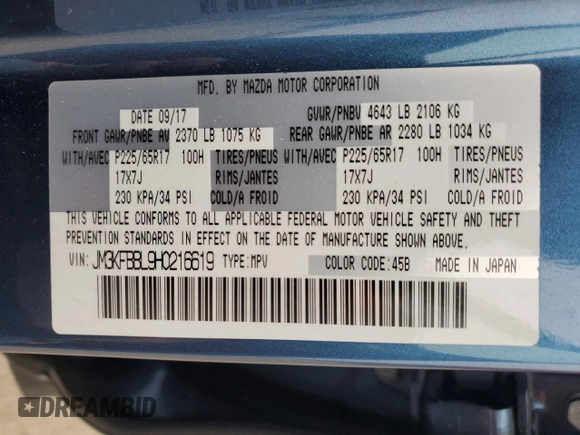 MFD. BY MAZDA MOTOR CORPORATION
DATE 09/17 GVWR/PNBV 4643 LB 2106 KG
FRONT GAWR/PNBE AV 2370 LB 1075 KG REAR GAWR/PNBE AR 2280 LB 1034 KG
WITH/AVEC P225/65R17 100H TIRES/PNEUS WITH/AVEC P225/65R17 100H TIRES/PNEUS
17X7J RIMS/JANTES 17X7J RIMS/JANTES
230 KPA/34 PSI COLD/A FROID 230 KPA/34 PSI COLD/A FROID
THIS VEHICLE CONFORMS TO ALL APPLICABLE FEDERAL MOTOR VEHICLE SAFETY AND THEFT
PREVENTION STANDARDS IN EFFECT ON THE DATE OF MANUFACTURE SHOWN ABOVE.
VIN: JM3KFBBL9H0216619 TYPE:MPV COLOR CODE:45B MADE IN JAPAN
DREAMBID